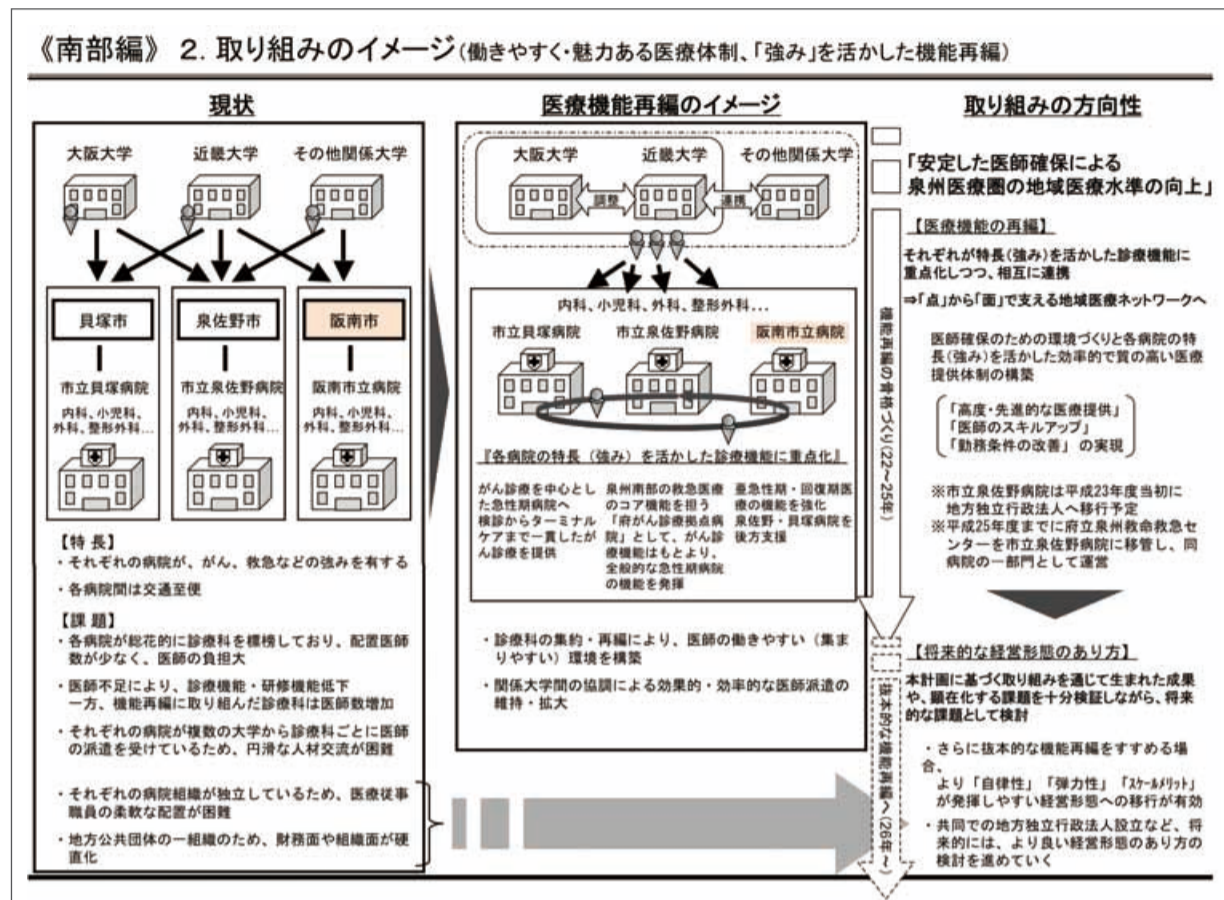 《南部編》 2. 取り組みのイメージ(働きやすく・魅力ある医療体制、「強み」を活かした機能再編)
現状
大阪大学
近畿大学
その他関係大学
貝塚市
泉佐野市
阪南市
市立貝塚病院
市立泉佐野病院
阪南市立病院
内科、小児科、
外科、整形外科…
内科、小児科、
外科、整形外科…
内科、小児科、
外科、整形外科…
【特 長】
・それぞれの病院が、がん、救急などの強みを有する
・各病院間は交通至便
【課 題】
・各病院が総花的に診療科を標榜しており、配置医師
数が少なく、医師の負担大
・医師不足により、診療機能・研修機能低下
一方、機能再編に取り組んだ診療科は医師数増加
・それぞれの病院が複数の大学から診療科ごとに医師
の派遣を受けているため、円滑な人材交流が困難
・それぞれの病院組織が独立しているため、医療従事
職員の柔軟な配置が困難
・地方公共団体の一組織のため、財務面や組織面が硬
直化
医療機能再編のイメージ
大阪大学
近畿大学
その他関係大学
調整
連携
内科、小児科、外科、整形外科…
市立貝塚病院
市立泉佐野病院
阪南市立病院
『各病院の特長(強み)を活かした診療機能に重点化』
がん診療を中心とし
た急性期病院へ
検診からターミナル
ケアまで一貫したが
ん診療を提供
泉州南部の救急医療
のコア機能を担う
「府がん診療拠点病
院」として、がん診
療機能はもとより、
全般的な急性期病院
の機能を発揮
亜急性期・回復期医
療の機能を強化
泉佐野・貝塚病院を
後方支援
・診療科の集約・再編により、医師の働きやすい(集ま
りやすい)環境を構築
・関係大学間の協調による効果的・効率的な医師派遣の
維持・拡大
機能再編の骨格づくり(22~25年)
抜本的な機能再編へ(26年~)
取り組みの方向性
「安定した医師確保による
泉州医療圏の地域医療水準の向上」
【医療機能の再編】
それぞれが特長(強み)を活かした診療機能に
重点化しつつ、相互に連携
⇒「点」から「面」で支える地域医療ネットワークへ
医師確保のための環境づくりと各病院の特
長(強み)を活かした効率的で質の高い医療
提供体制の構築
「高度・先進的な医療提供」
「医師のスキルアップ」
「勤務条件の改善」 の実現
※市立泉佐野病院は平成23年度当初に
地方独立行政法人へ移行予定
※平成25年度までに府立泉州救命救急セ
ンターを市立泉佐野病院に移管し、同
病院の一部門として運営
【将来的な経営形態のあり方】
本計画に基づく取り組みを通じて生まれた成果
や、顕在化する課題を十分検証しながら、将来
的な課題として検討
・さらに抜本的な機能再編をすすめる場
合、
より「自律性」「弾力性」「スケールメリット」
が発揮しやすい経営形態への移行が有効
・共同での地方独立行政法人設立など、将
来的には、より良い経営形態のあり方の
検討を進めていく